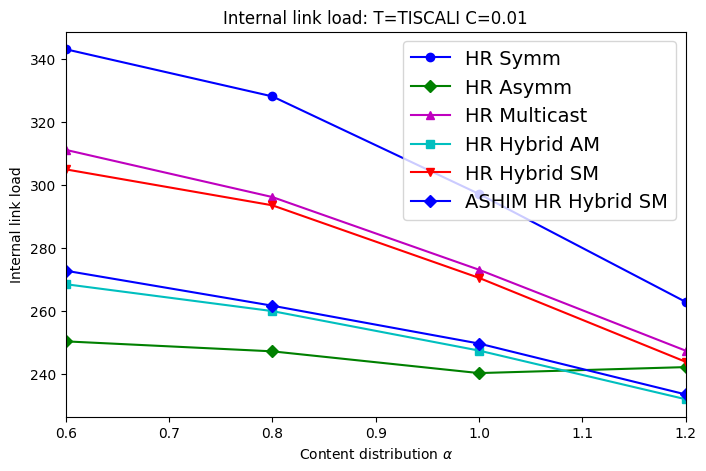 Internal link load: T=TISCALI C=0.01
HR Symm
HR Asymm
HR Multicast
HR Hybrid AM
HR Hybrid SM
ASHIM HR Hybrid SM
Internal link load
340
320
300
280
260
240
0.6 0.7 0.8 0.9 1.0 1.1 1.2
Content distribution α